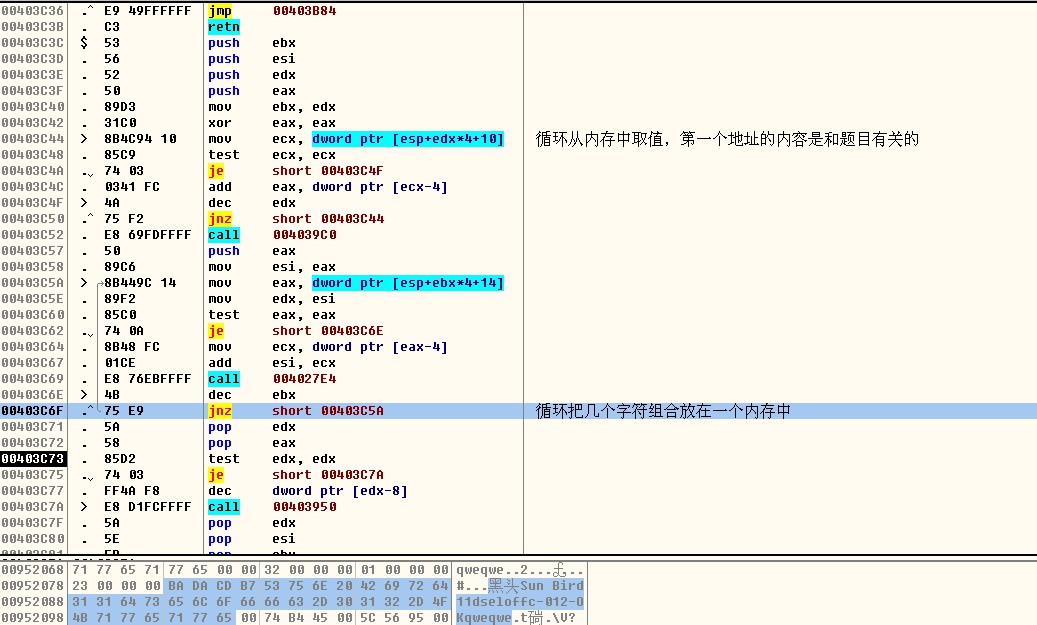 00403C36 .^ E9 49FFFFFF jmp 00403B84
00403C3B . C3 retn
00403C3C $ 53 push ebx
00403C3D . 56 push esi
00403C3E . 52 push edx
00403C3F . 50 push eax
00403C40 . 89D3 mov ebx, edx
00403C42 . 31C0 xor eax, eax
00403C44 > 8B4C94 10 mov ecx, dword ptr [esp+edx*4+10] 循环从内存中取值，第一个地址的内容是和题目有关的
00403C48 . 85C9 test ecx, ecx
00403C4A .v 74 03 je short 00403C4F
00403C4C . 0341 FC add eax, dword ptr [ecx-4]
00403C4F > 4A dec edx
00403C50 .^ 75 F2 jnz short 00403C44
00403C52 . E8 69FDFFFF call 004039C0
00403C57 . 50 push eax
00403C58 . 89C6 mov esi, eax
00403C5A > 8B449C 14 mov eax, dword ptr [esp+ebx*4+14]
00403C5E . 89F2 mov edx, esi
00403C60 . 85C0 test eax, eax
00403C62 .v 74 0A je short 00403C6E
00403C64 . 8B48 FC mov ecx, dword ptr [eax-4]
00403C67 . 01CE add esi, ecx
00403C69 . E8 76EBFFFF call 004027E4
00403C6E > 4B dec ebx
00403C6F .^ 75 E9 jnz short 00403C5A 循环把几个字符组合放在一个内存中
00403C71 . 5A pop edx
00403C72 . 58 pop eax
00403C73 . 85D2 test edx, edx
00403C75 .v 74 03 je short 00403C7A
00403C77 . FF4A F8 dec dword ptr [edx-8]
00403C7A > E8 D1FCFFFF call 00403950
00403C7F . 5A pop edx
00403C80 . 5E pop esi
00952068 71 77 65 71 77 65 00 00 32 00 00 00 01 00 00 00 qweqwe..2...£..
00952078 23 00 00 00 BA DA CD B7 53 75 6E 20 42 69 72 64 #...黑头Sun Bird
00952088 31 31 64 73 65 6C 6F 66 66 63 2D 30 31 32 2D 4F 11dseloffc-012-O
00952098 4B 71 77 65 71 77 65 00 74 B4 45 00 5C 56 95 00 Kqweqwe.t碋.\V?